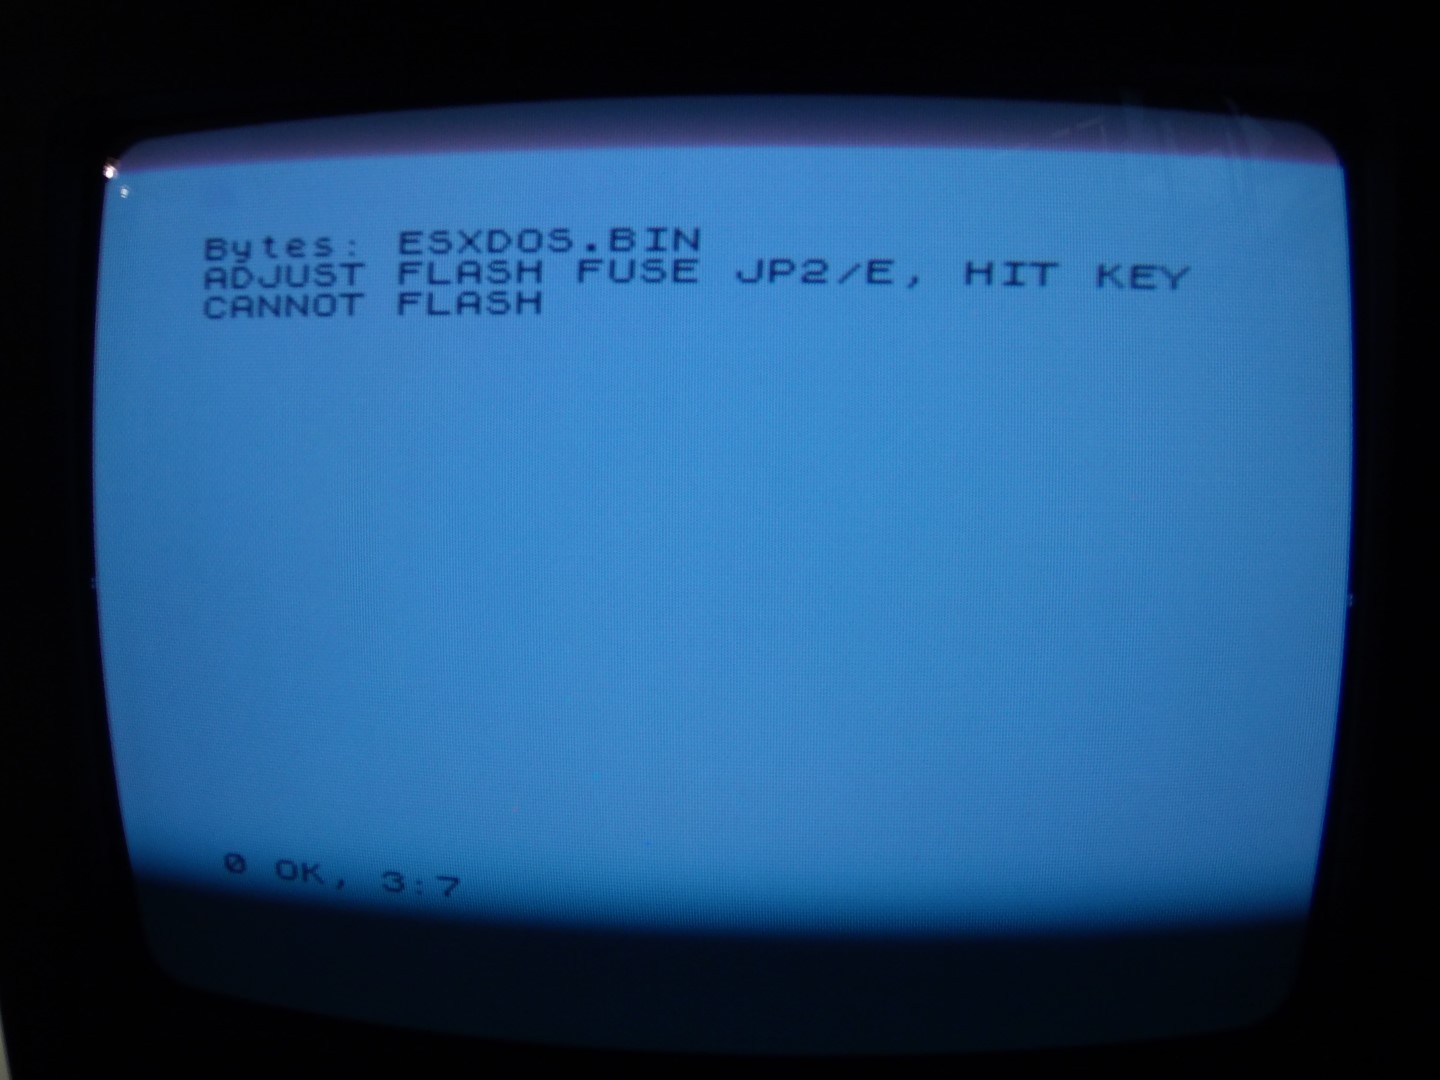 Bytes: ESXDOS.BIN
ADJUST FLASH FUSE JP2/E, HIT KEY
CANNOT FLASH
0 OK, 3:7